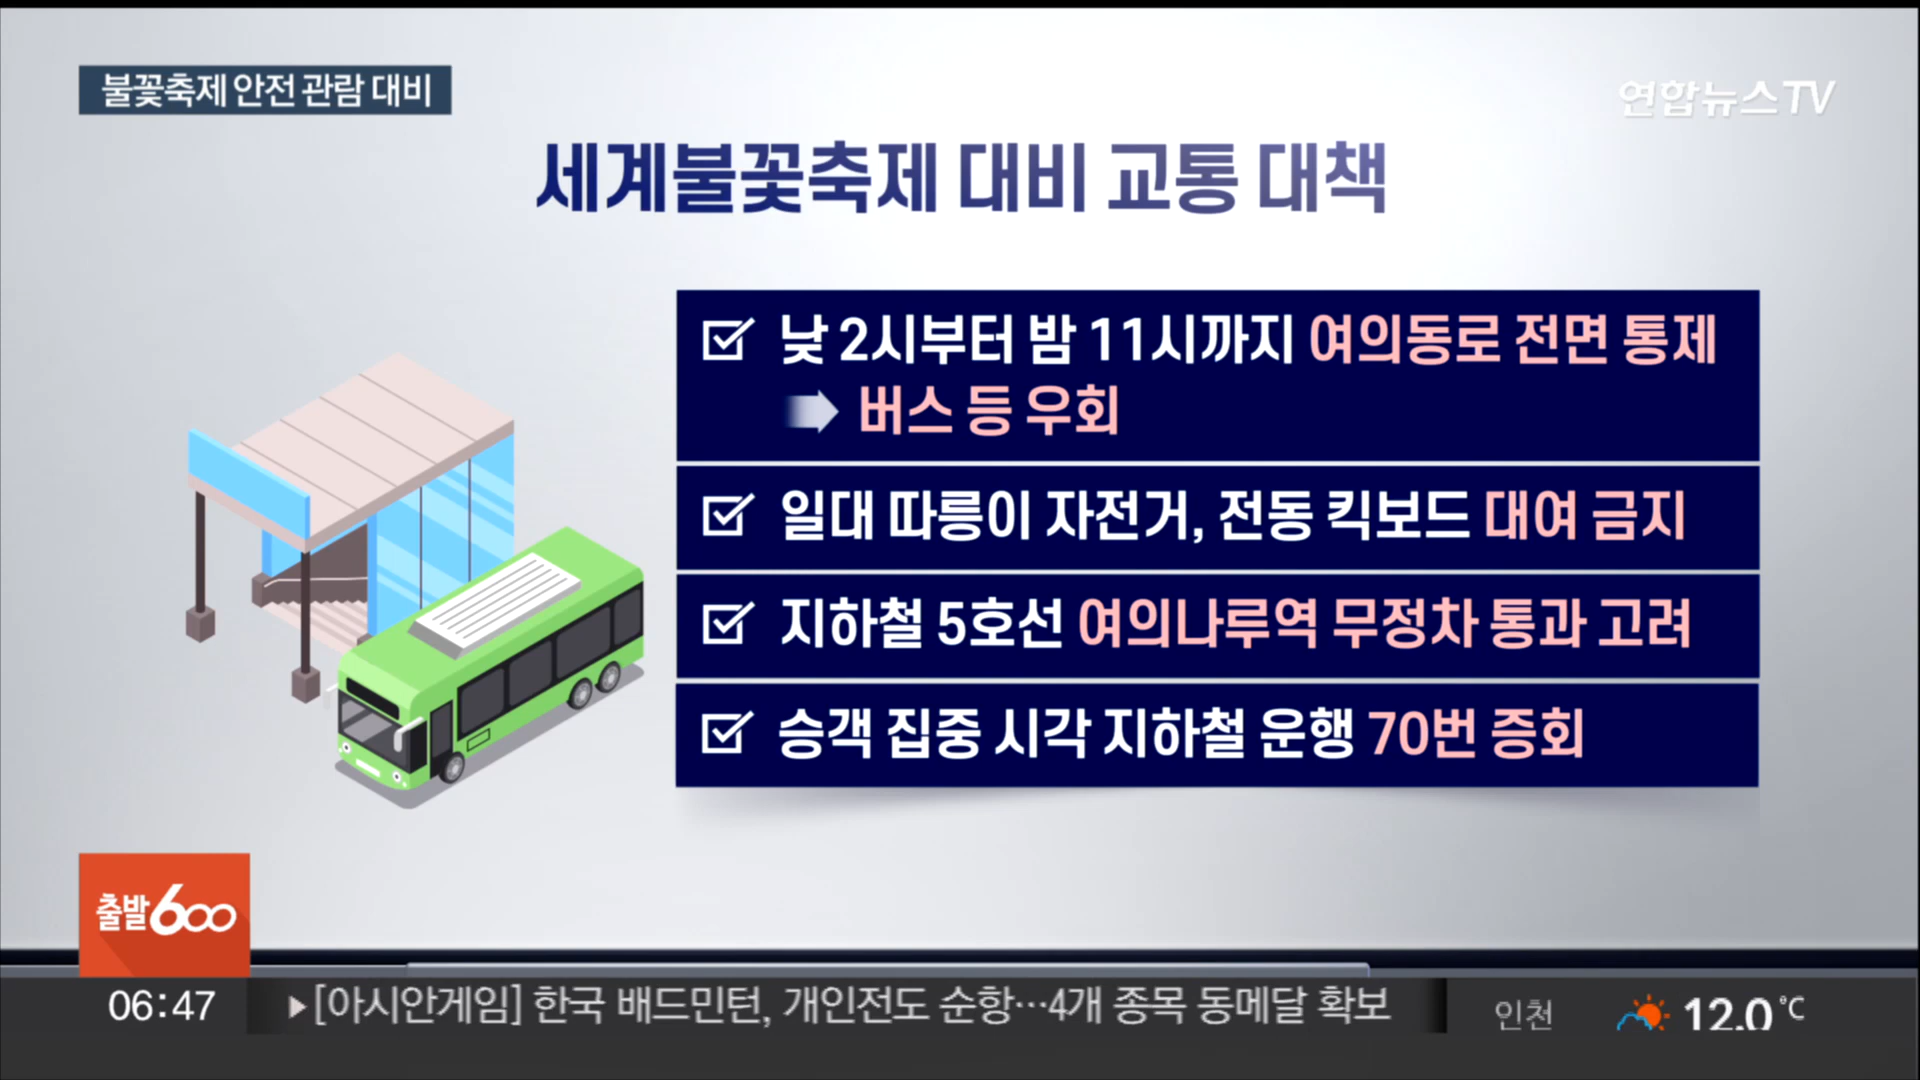 불꽃축제 안전 관람 대비
연합뉴스TV
세계불꽃축제 대비 교통 대책
낮 2시부터 밤 11시까지 여의동로 전면 통제
버스 등 우회
일대 따릉이 자전거, 전동 킥보드 대여 금지
지하철 5호선 여의나루역 무정차 통과 고려
승객 집중 시각 지하철 운행 70번 증회
출발600
06:47 ▶[아시안게임] 한국 배드민턴, 개인전도 순항…4개 종목 동메달 확보 인천 12.0℃